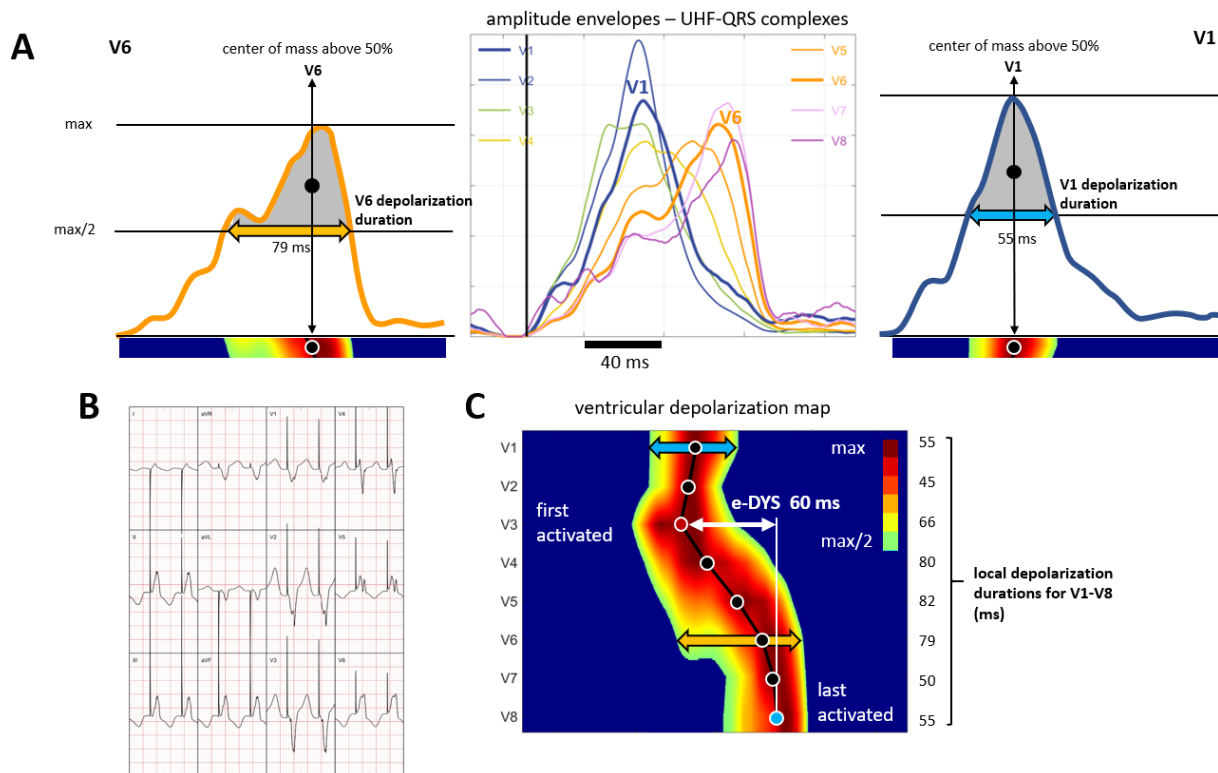 amplitude envelopes – UHF-QRS complexes
A
V6
center of mass above 50%
V6
max
V6 depolarization
duration
max/2
79 ms
V1
V2
V3
V4
V5
V6
V7
V8
V1
V6
40 ms
V1
center of mass above 50%
V1
V1 depolarization
duration
55 ms
B
I
aVR
V1
V4
II
aVL
V2
V5
III
aVF
V3
V6
C
ventricular depolarization map
V1
V2
V3
V4
V5
V6
V7
V8
first
activated
e-DYS 60 ms
max
max/2
last
activated
55
45
66
80
82
79
50
55
local depolarization
durations for V1-V8
(ms)